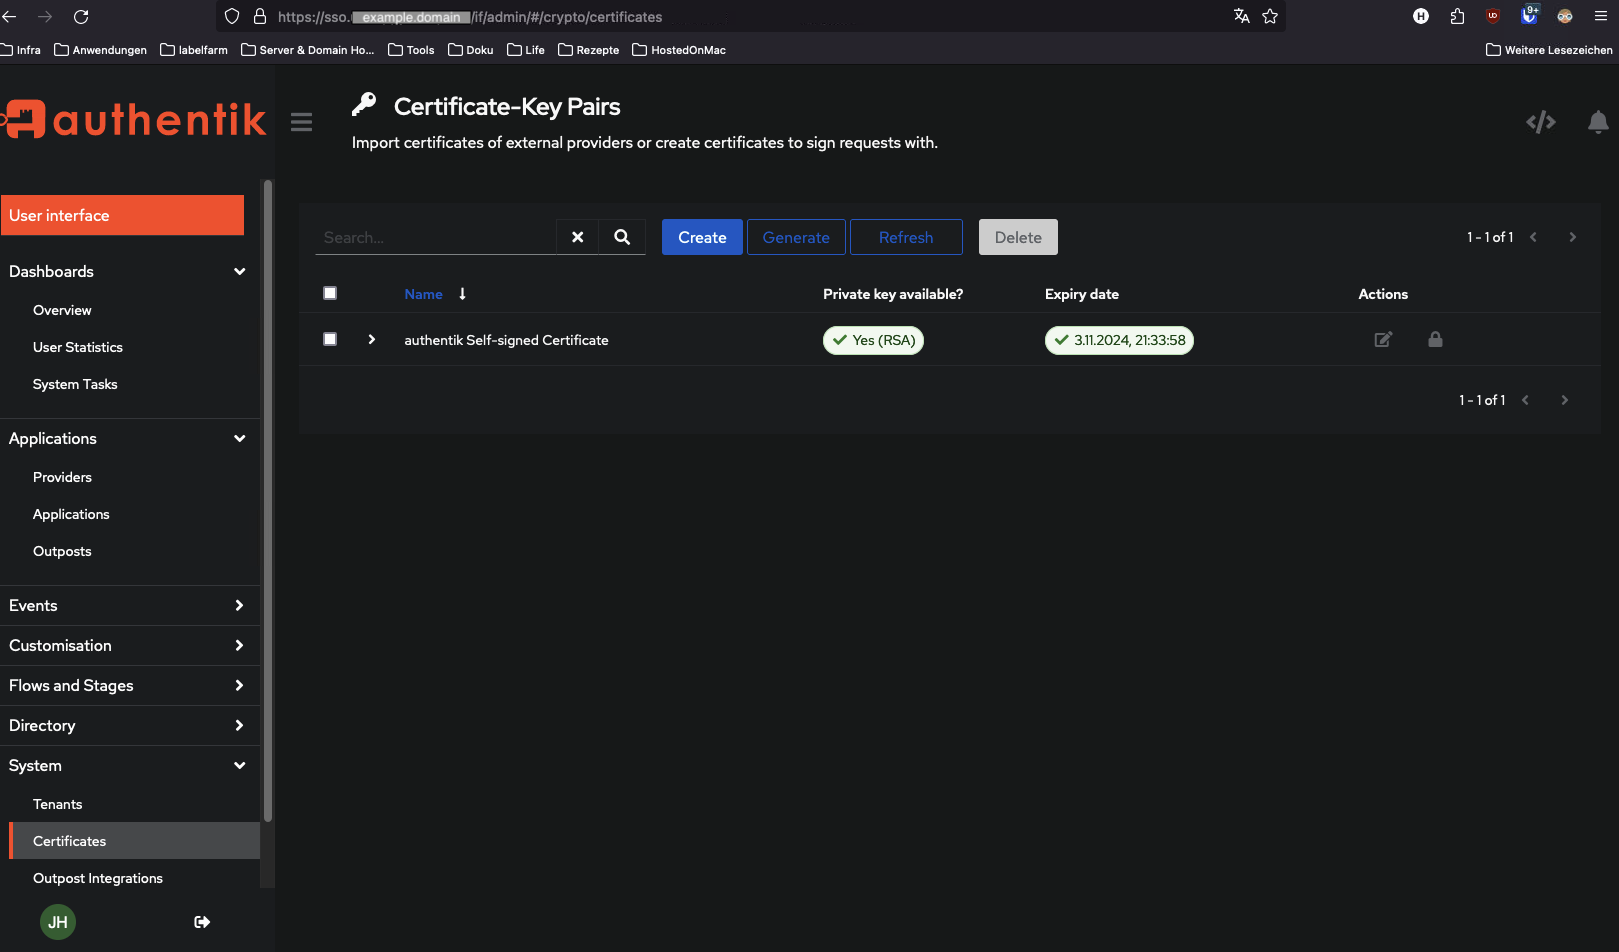 https://sso. example.domain /if/admin/#/crypto/certificates
H
UD
9+
Infra
Anwendungen
labelfarm
Server & Domain Ho...
Tools
Doku
Life
Rezepte
HostedOnMac
Weitere Lesezeichen
authentik
Certificate-Key Pairs
Import certificates of external providers or create certificates to sign requests with.
User interface
Search...
Create
Generate
Refresh
Delete
1 - 1 of 1
Dashboards
Overview
User Statistics
System Tasks
Name
Private key available?
Expiry date
Actions
authentik Self-signed Certificate
Yes (RSA)
3.11.2024, 21:33:58
1 - 1 of 1
Applications
Providers
Applications
Outposts
Events
Customisation
Flows and Stages
Directory
System
Tenants
Certificates
Outpost Integrations
JH